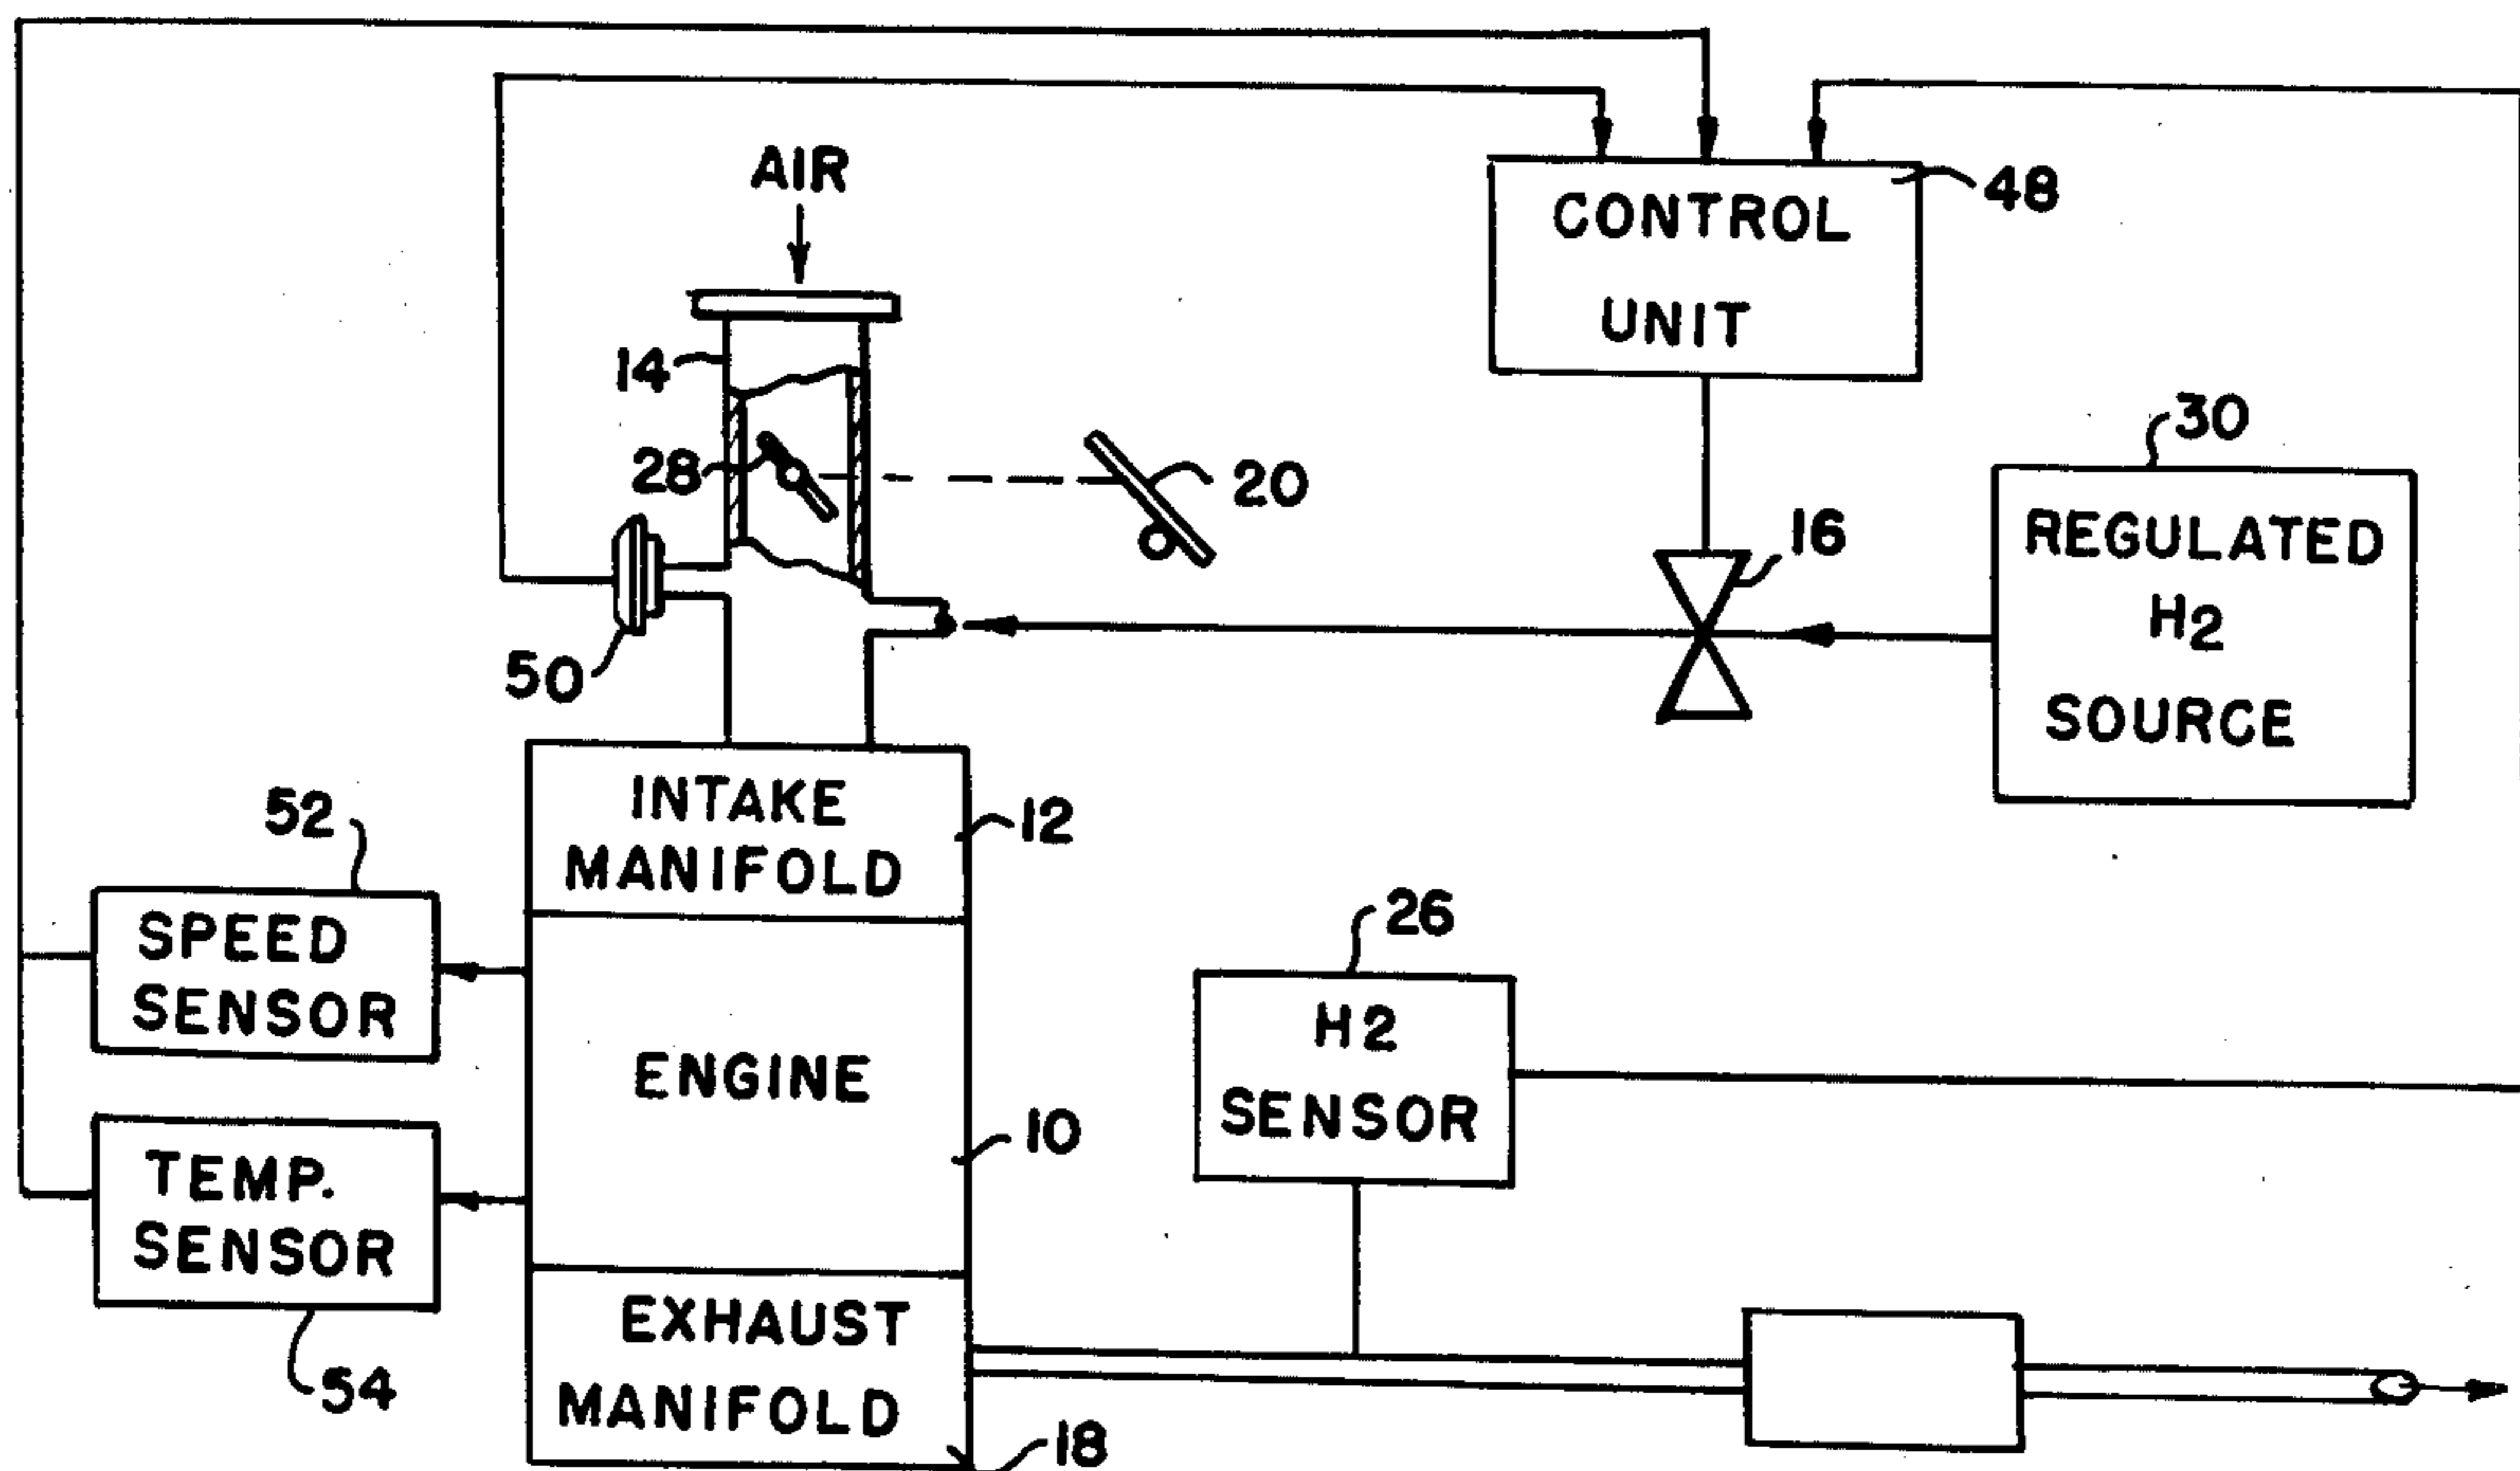 AIR
48
CONTROL
UNIT
14
30
28
20
16
REGULATED
H2
SOURCE
50
INTAKE
MANIFOLD
12
52
SPEED
SENSOR
26
H2
SENSOR
ENGINE
10
TEMP.
SENSOR
54
EXHAUST
MANIFOLD
18